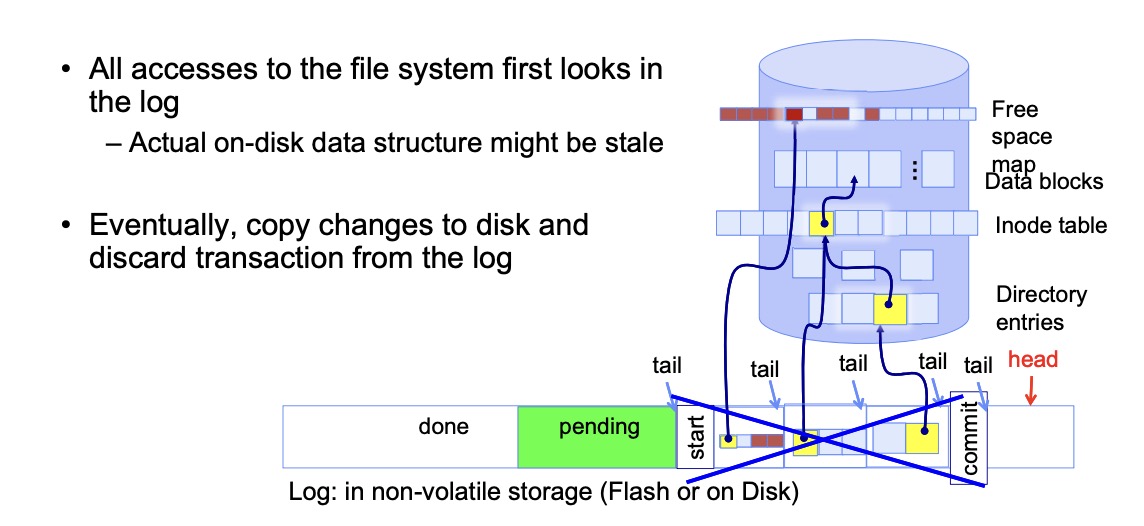 • All accesses to the file system first looks in
the log
– Actual on-disk data structure might be stale
• Eventually, copy changes to disk and
discard transaction from the log
Free
space
map
Data blocks
⋮
Inode table
Directory
entries
tail
tail
tail
tail
tail
head
done
pending
start
commit
Log: in non-volatile storage (Flash or on Disk)